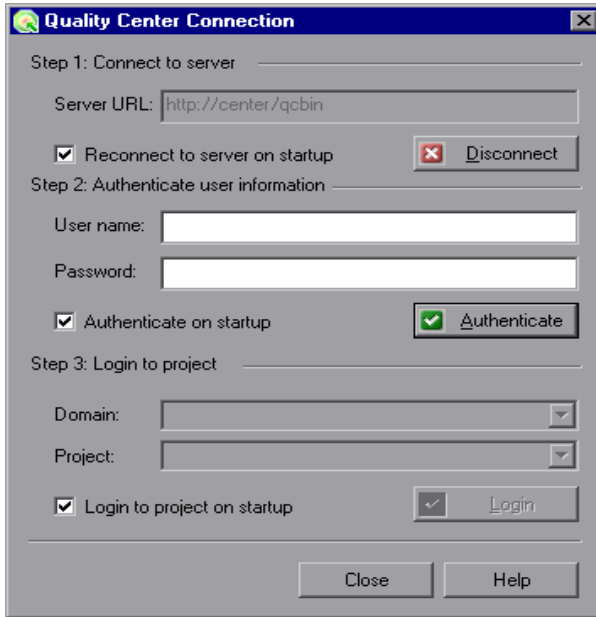 Quality Center Connection
Step 1: Connect to server
Server URL: http://center/qcbin
Reconnect to server on startup Disconnect
Step 2: Authenticate user information
User name:
Password:
Authenticate on startup Authenticate
Step 3: Login to project
Domain:
Project:
Login to project on startup Login
Close Help